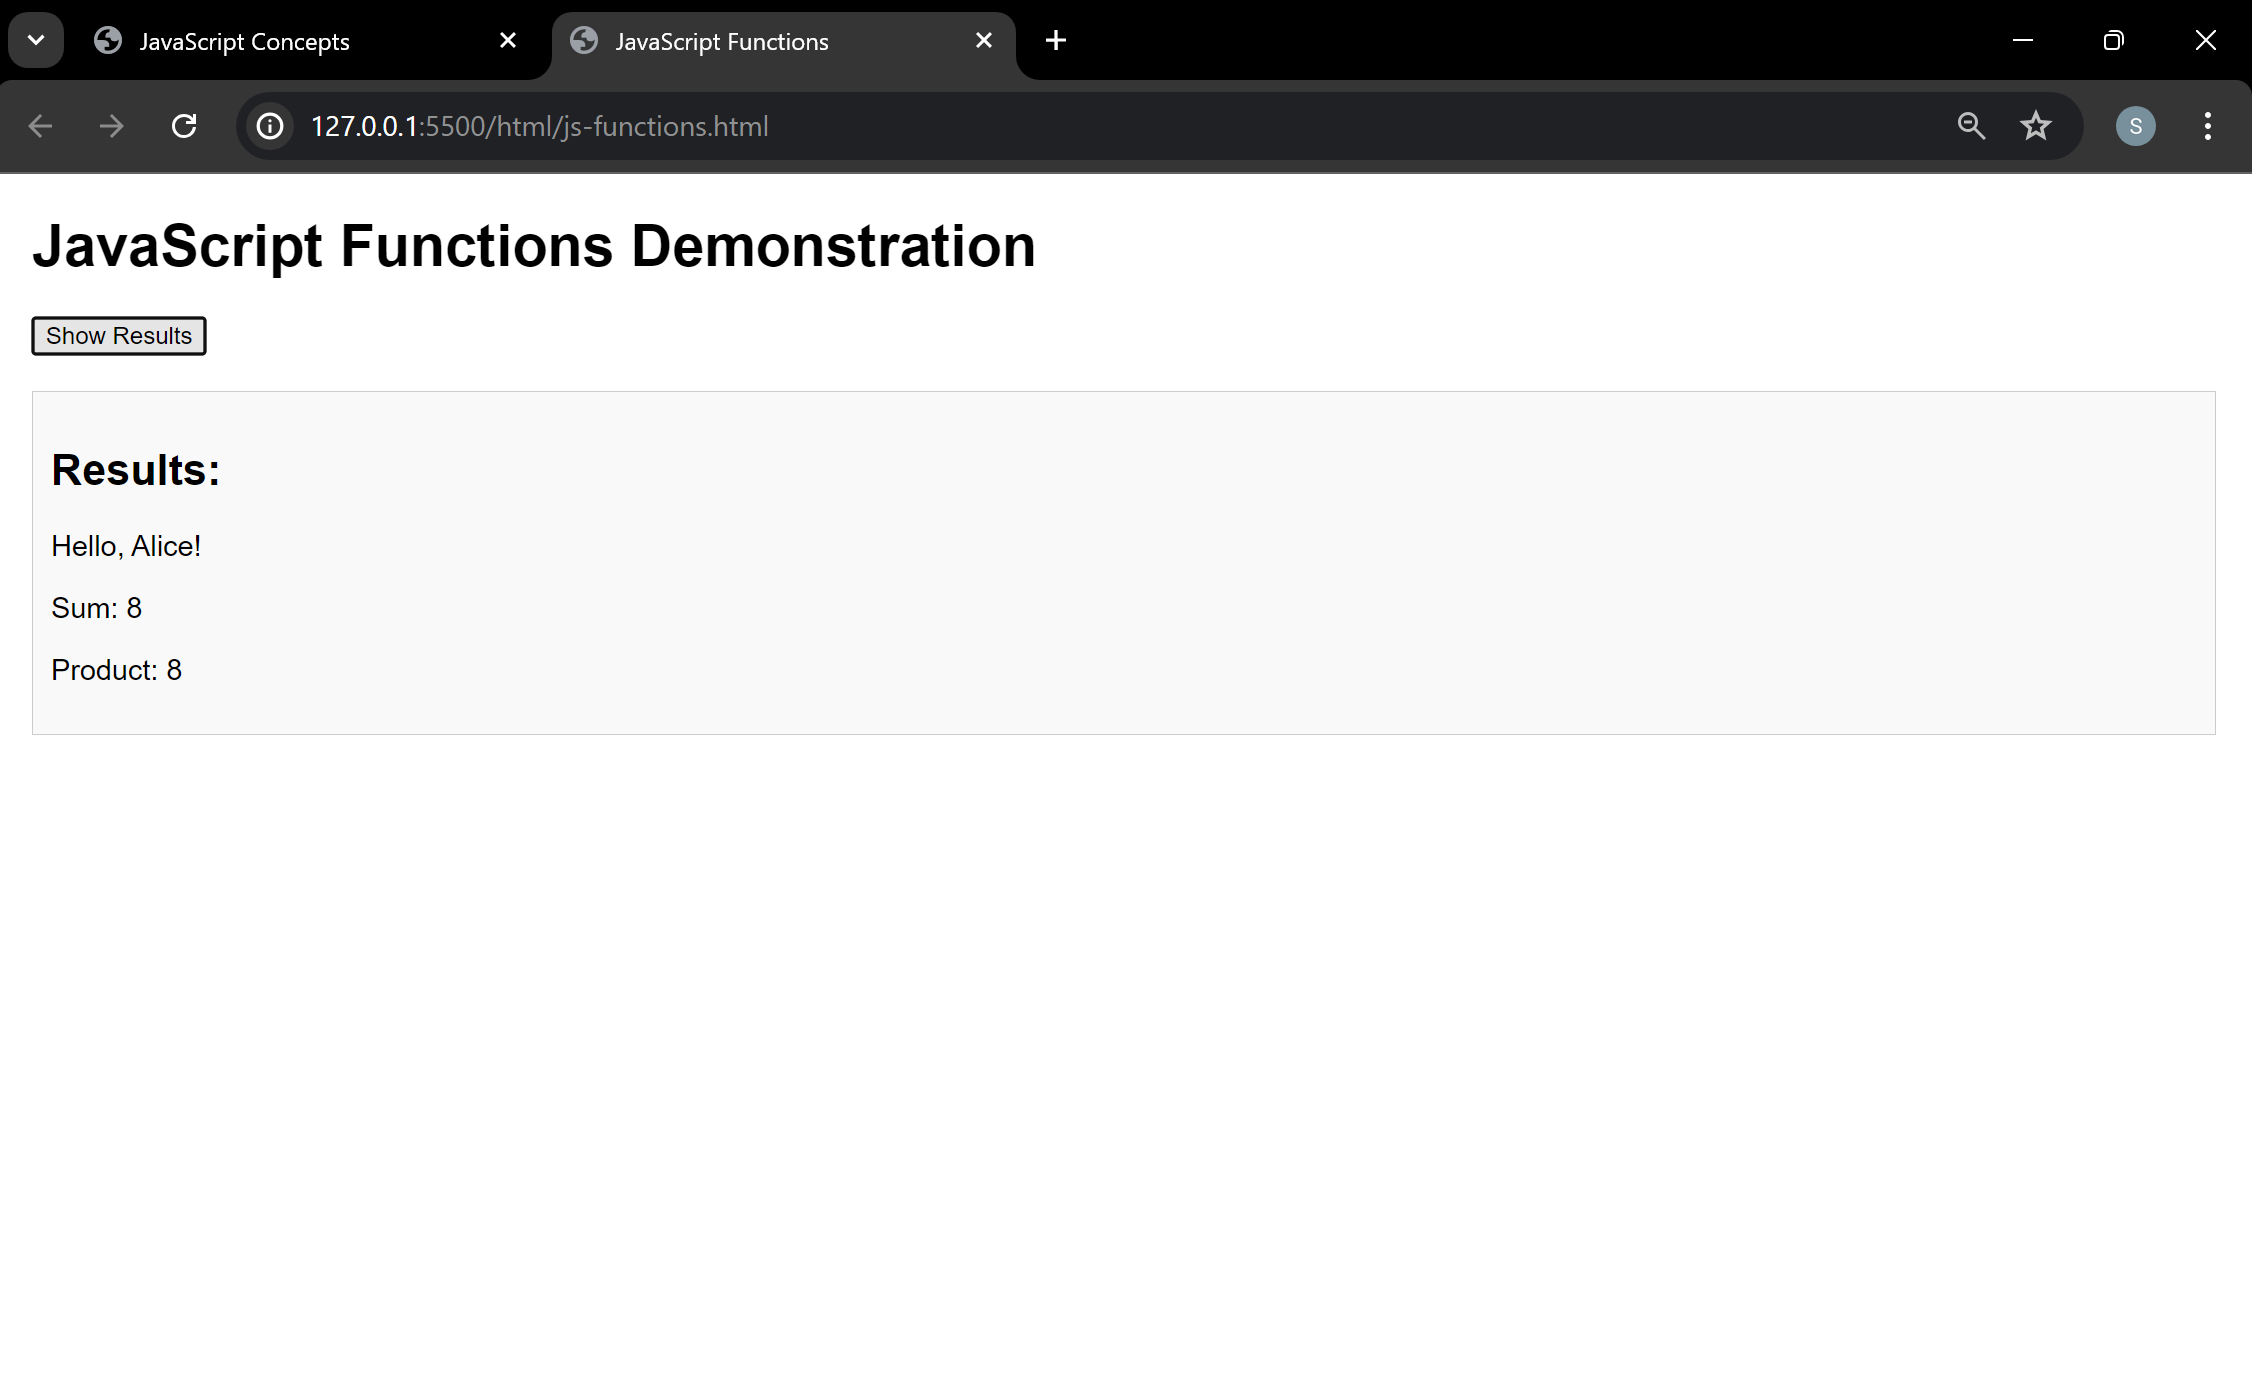 JavaScript Concepts
JavaScript Functions
127.0.0.1:5500/html/js-functions.html
S
JavaScript Functions Demonstration
Show Results
Results:
Hello, Alice!
Sum: 8
Product: 8